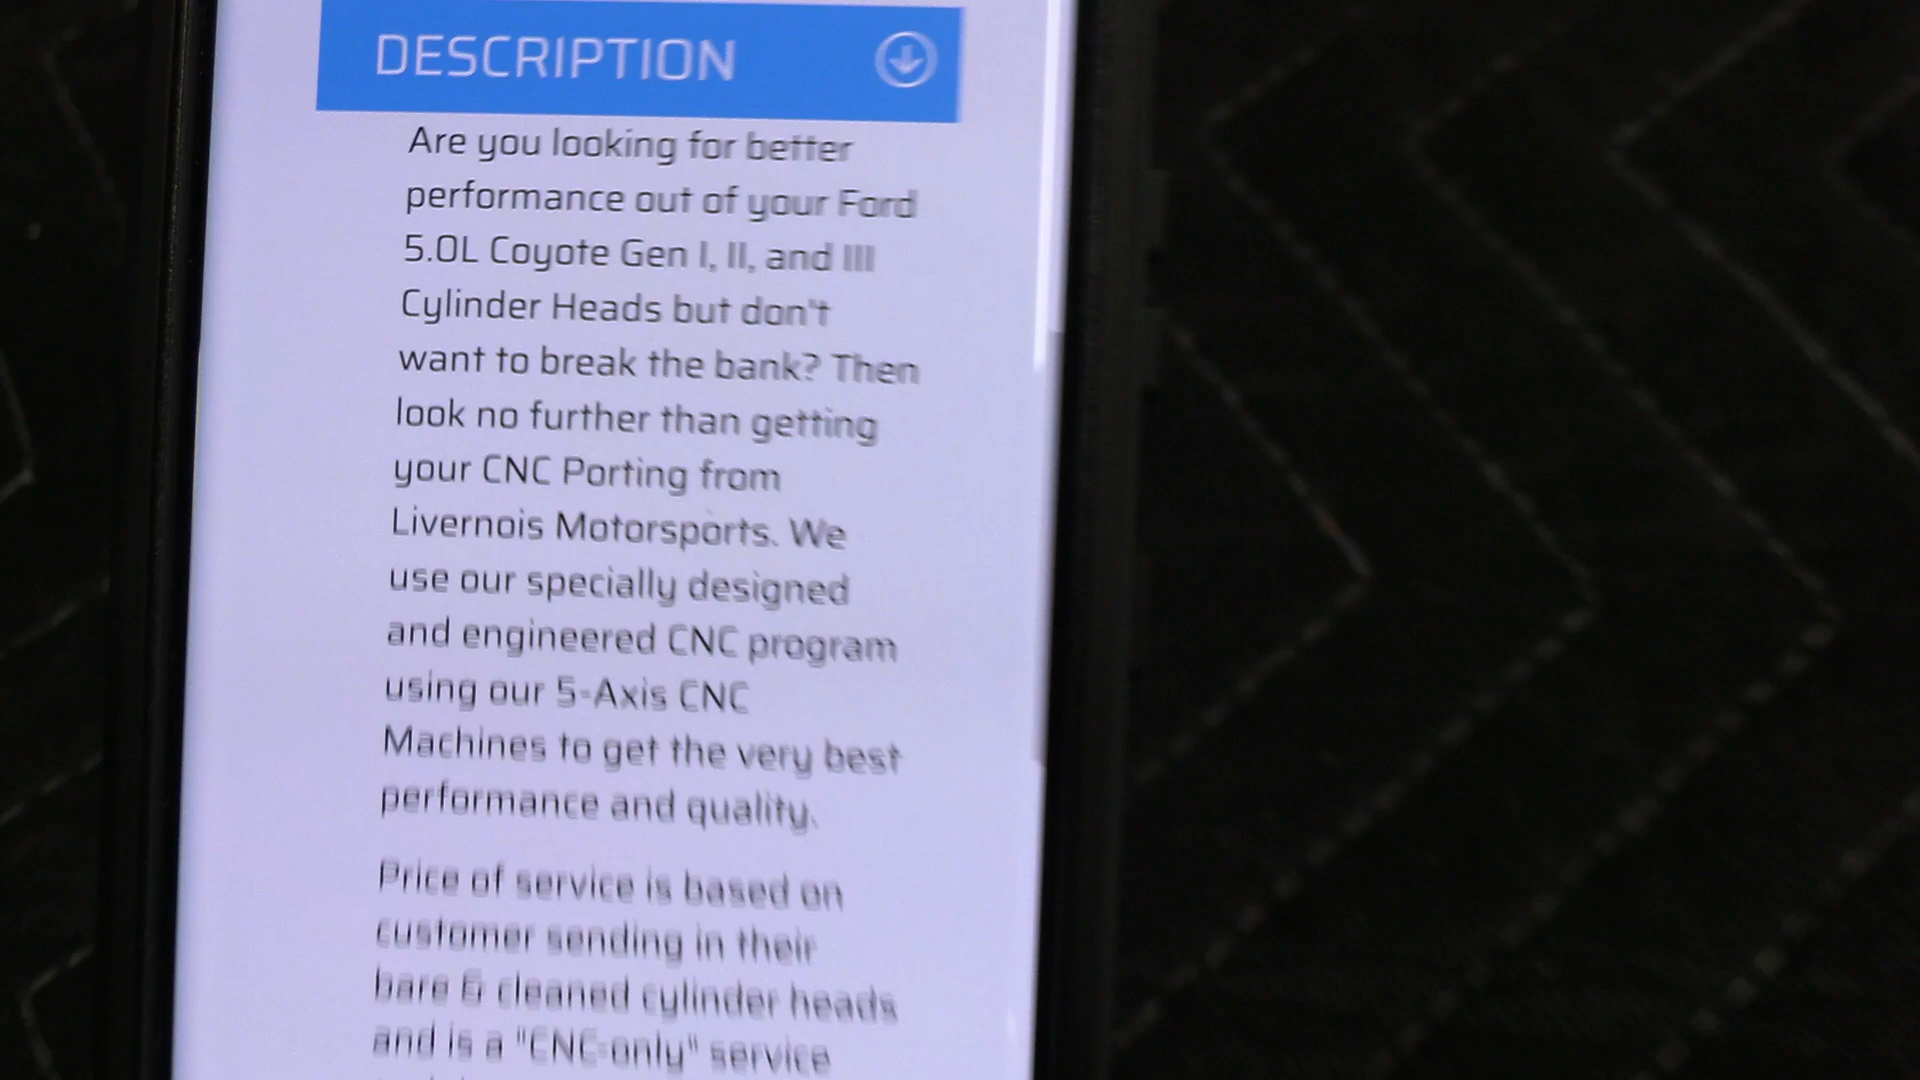 DESCRIPTION
Are you looking for better
performance out of your Ford
5.0L Coyote Gen I, II, and III
Cylinder Heads but don't
want to break the bank? Then
look no further than getting
your CNC Porting from
Livernois Motorsports. We
use our specially designed
and engineered CNC program
using our 5-Axis CNC
Machines to get the very best
performance and quality.
Price of service is based on
customer sending in their
bare & cleaned cylinder heads
and is a "CNC-only" service